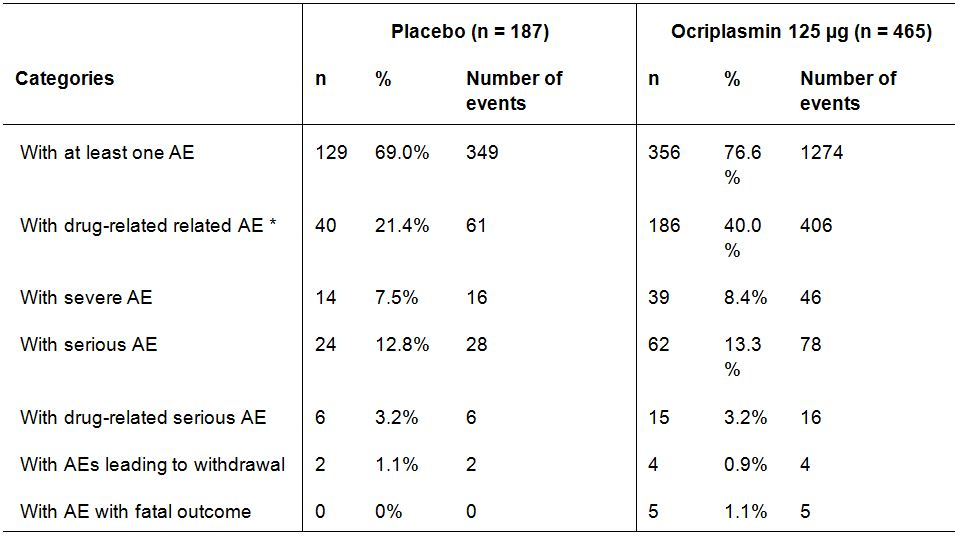 Placebo (n = 187) Ocriplasmin 125 µg (n = 465)
Categories n % Number of n % Number of
events events
With at least one AE 129 69.0% 349 356 76.6 1274
%
With drug-related related AE * 40 21.4% 61 186 40.0 406
%
With severe AE 14 7.5% 16 39 8.4% 46
With serious AE 24 12.8% 28 62 13.3 78
%
With drug-related serious AE 6 3.2% 6 15 3.2% 16
With AEs leading to withdrawal 2 1.1% 2 4 0.9% 4
With AE with fatal outcome 0 0% 0 5 1.1% 5